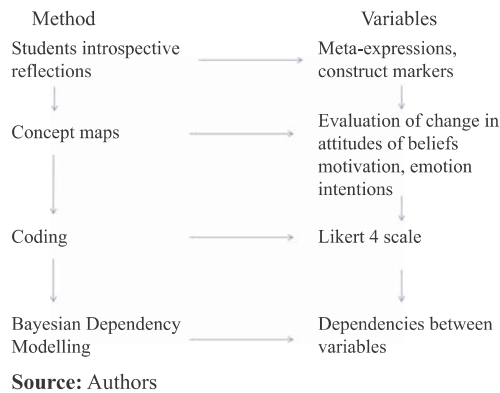 Method
Variables
Students introspective
reflections
Meta-expressions,
construct markers
Concept maps
Evaluation of change in
attitudes of beliefs
motivation, emotion
intentions
Coding
Likert 4 scale
Bayesian Dependency
Modelling
Dependencies between
variables
Source: Authors